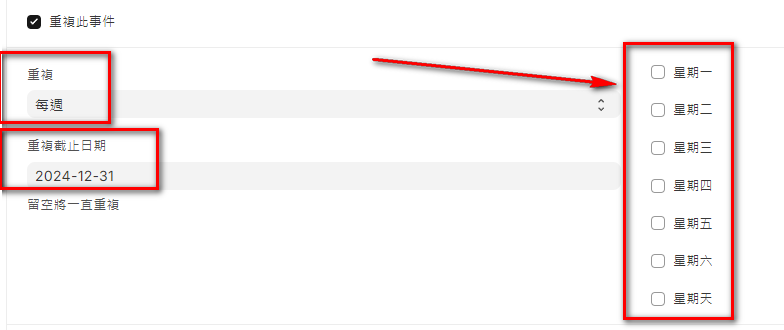 重複此事件
重複
每週
重複截止日期
2024-12-31
留空將一直重複
星期一
星期二
星期三
星期四
星期五
星期六
星期天